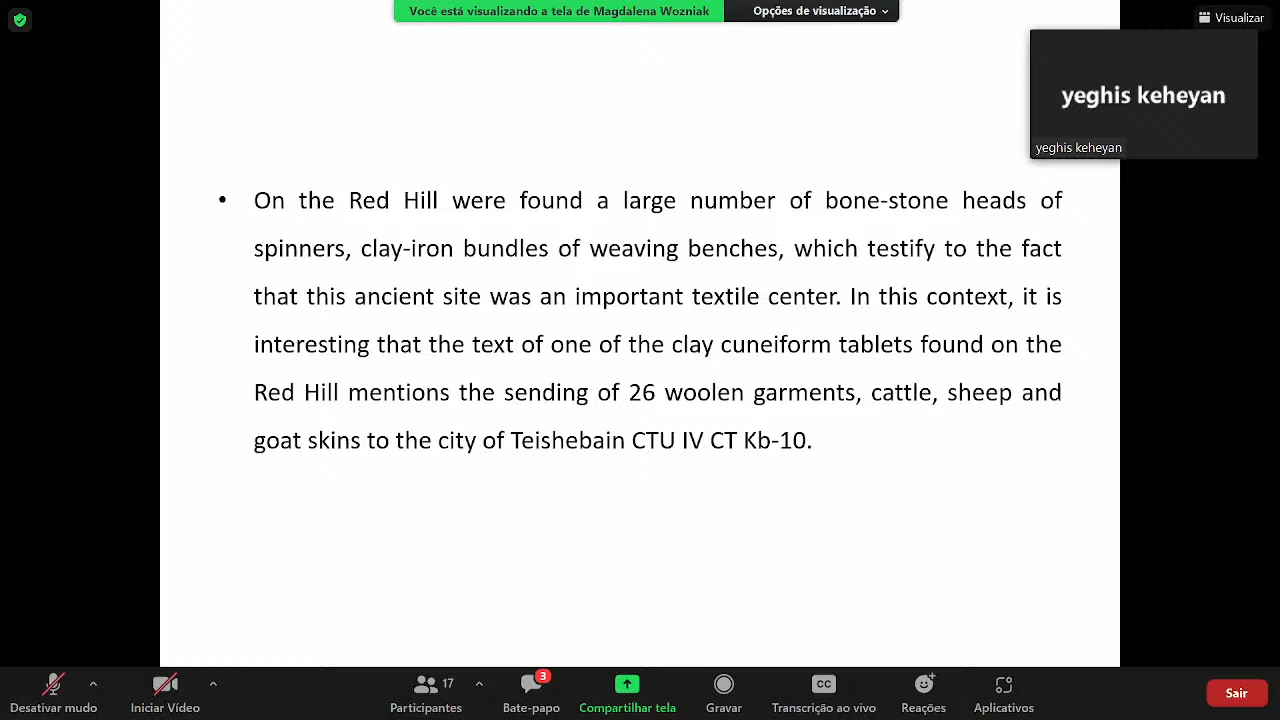 Você está visualizando a tela de Magdalena Wozniak
Opções de visualização
Visualizar
yeghis keheyan
yeghis keheyan
• On the Red Hill were found a large number of bone-stone heads of
spinners, clay-iron bundles of weaving benches, which testify to the fact
that this ancient site was an important textile center. In this context, it is
interesting that the text of one of the clay cuneiform tablets found on the
Red Hill mentions the sending of 26 woolen garments, cattle, sheep and
goat skins to the city of Teishebain CTU IV CT Kb-10.
17
3
CC
Desativar mudo
Iniciar Vídeo
Participantes
Bate-papo
Compartilhar tela
Gravar
Transcrição ao vivo
Reações
Aplicativos
Sair